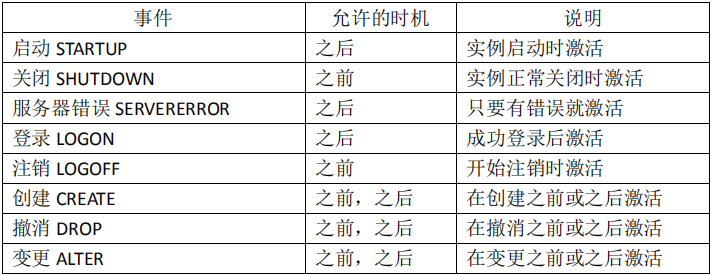 事件 允许的时机 说明
启动 STARTUP 之后 实例启动时激活
关闭 SHUTDOWN 之前 实例正常关闭时激活
服务器错误 SERVERERROR 之后 只要有错误就激活
登录 LOGON 之后 成功登录后激活
注销 LOGOFF 之前 开始注销时激活
创建 CREATE 之前，之后 在创建之前或之后激活
撤消 DROP 之前，之后 在撤消之前或之后激活
变更 ALTER 之前，之后 在变更之前或之后激活